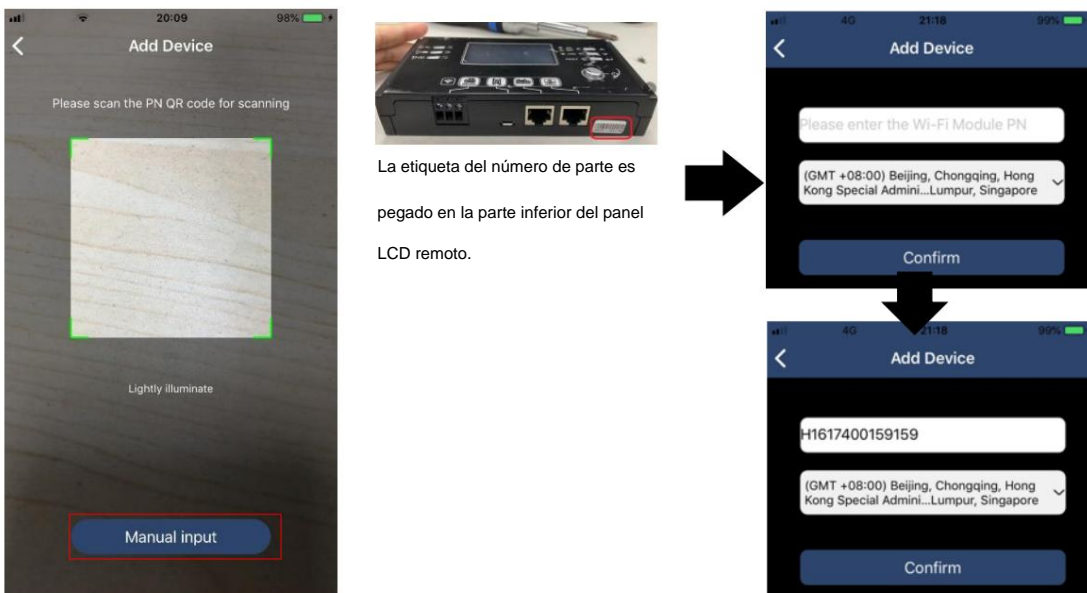 20:09
98%
Add Device
Please scan the PN QR code for scanning
Lightly illuminate
Manual input
La etiqueta del número de parte es
pegado en la parte inferior del panel
LCD remoto.
4G 21:18 99%
Add Device
Please enter the Wi-Fi Module PN
(GMT +08:00) Beijing, Chongqing, Hong
Kong Special Admini...Lumpur, Singapore
Confirm
4G 21:18 99%
Add Device
H1617400159159
(GMT +08:00) Beijing, Chongqing, Hong
Kong Special Admini...Lumpur, Singapore
Confirm